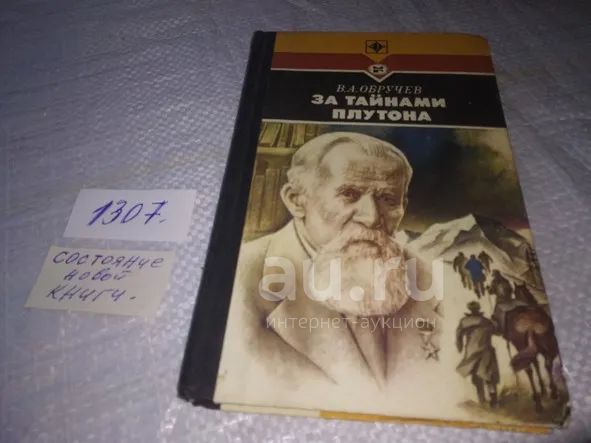 В.А.ОБРУЧЕВ
ЗА ТАЙНАМИ
ПЛУТОНА
1307.
состояние
новой
книги.
au.ru
интернет-аукцион